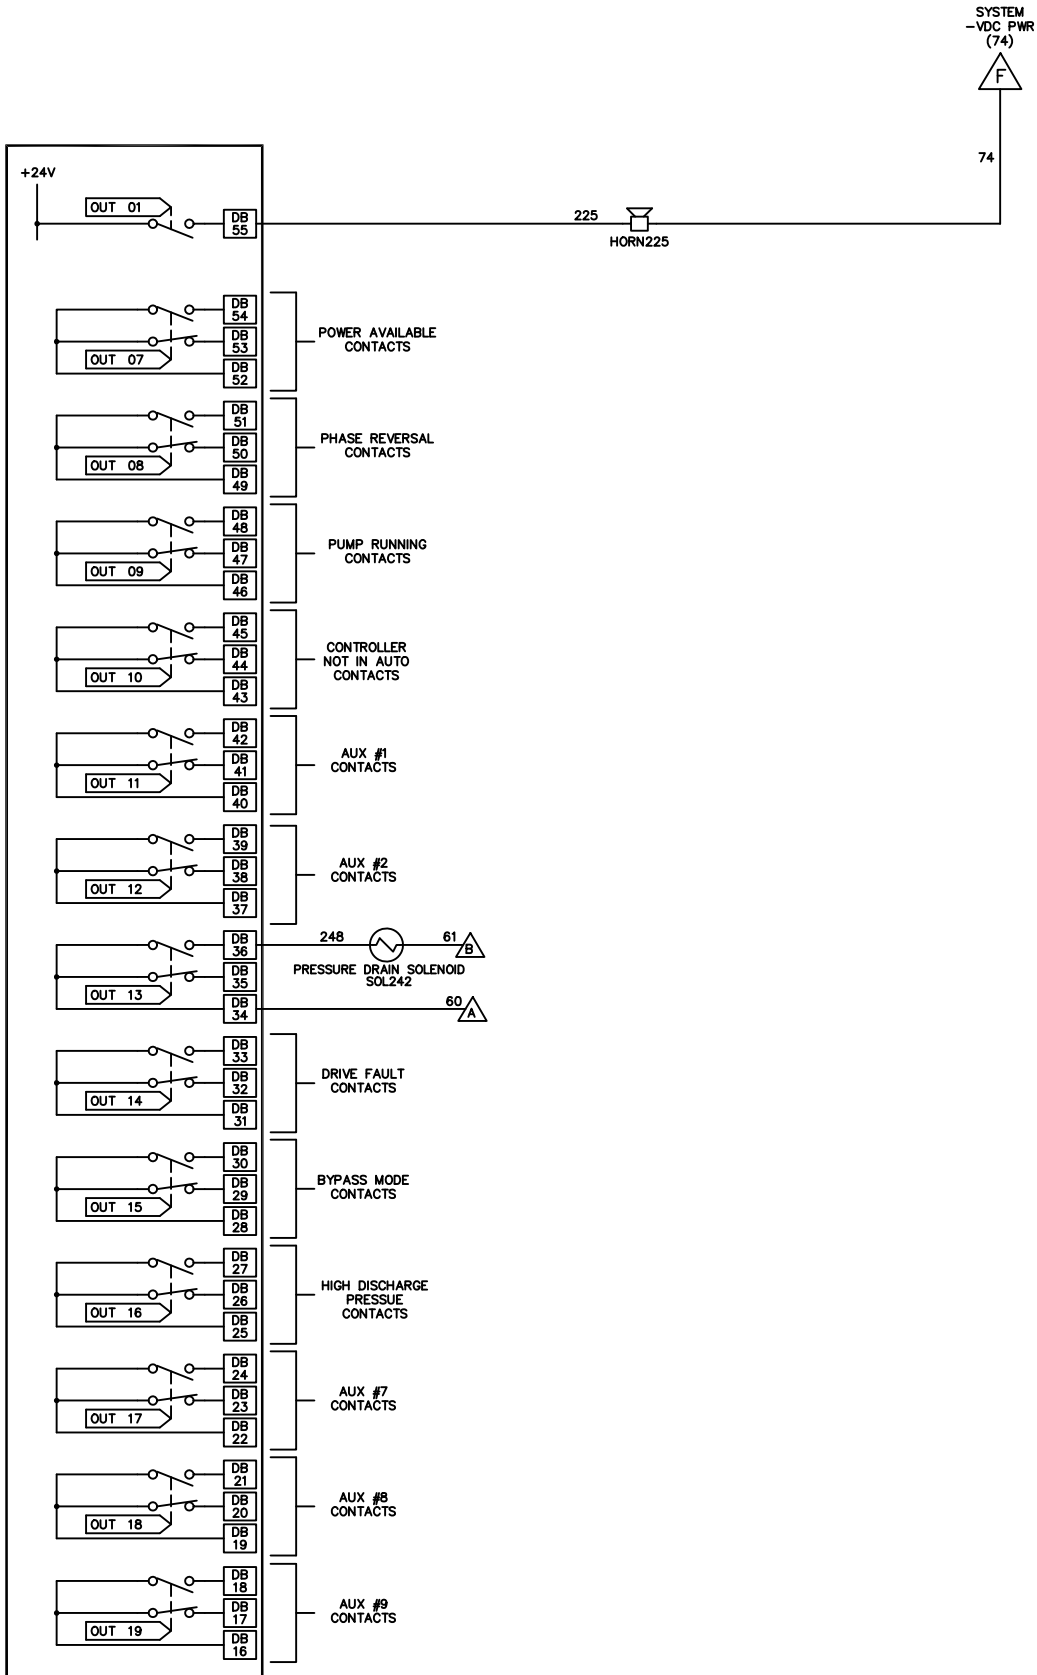 SYSTEM
-VDC PWR
(74)
F
74
+24V
OUT 01
DB
55
225
HORN225
DB
54
DB
53
OUT 07
DB
52
POWER AVAILABLE
CONTACTS
DB
51
DB
50
OUT 08
DB
49
PHASE REVERSAL
CONTACTS
DB
48
DB
47
OUT 09
DB
46
PUMP RUNNING
CONTACTS
DB
45
DB
44
OUT 10
DB
43
CONTROLLER
NOT IN AUTO
CONTACTS
DB
42
DB
41
OUT 11
DB
40
AUX #1
CONTACTS
DB
39
DB
38
OUT 12
DB
37
AUX #2
CONTACTS
DB
36
248
61
B
PRESSURE DRAIN SOLENOID
SOL242
DB
35
OUT 13
DB
34
60
A
DB
33
DB
32
OUT 14
DB
31
DRIVE FAULT
CONTACTS
DB
30
DB
29
OUT 15
DB
28
BYPASS MODE
CONTACTS
DB
27
DB
26
OUT 16
DB
25
HIGH DISCHARGE
PRESSUE
CONTACTS
DB
24
DB
23
OUT 17
DB
22
AUX #7
CONTACTS
DB
21
DB
20
OUT 18
DB
19
AUX #8
CONTACTS
DB
18
DB
17
OUT 19
DB
16
AUX #9
CONTACTS